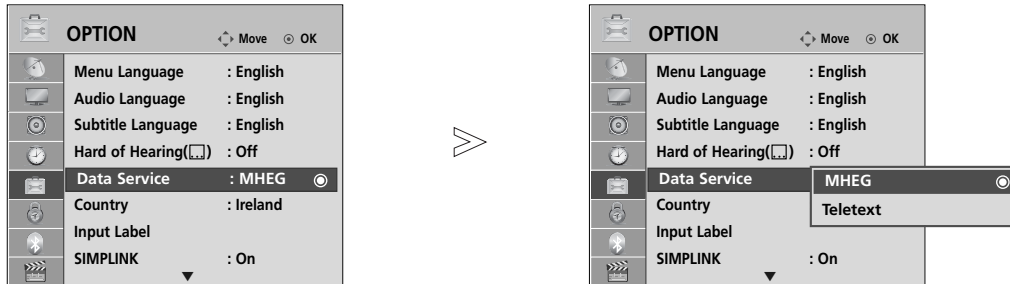 OPTION Move OK
Menu Language : English
Audio Language : English
Subtitle Language : English
Hard of Hearing( ) : Off
Data Service : MHEG
Country : Ireland
Input Label
SIMPLINK : On
OPTION Move OK
Menu Language : English
Audio Language : English
Subtitle Language : English
Hard of Hearing( ) : Off
Data Service
MHEG
Teletext
Country
Input Label
SIMPLINK : On